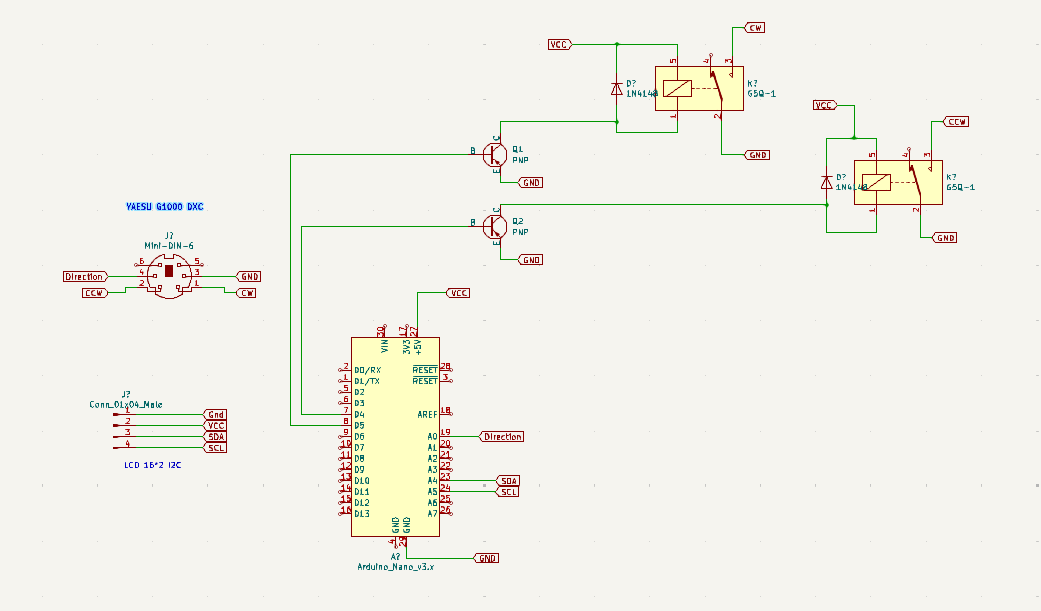 CW
VCC
5
4
3
D?
1N4148
K?
G5Q-1
1
2
GND
VCC
CCW
5
4
3
D?
1N4148
K?
G5Q-1
1
2
GND
B
C
E
Q1
PNP
GND
B
C
E
Q2
PNP
GND
YAESU G1000 DXC
J?
Mini-DIN-6
6
5
Direction
4
3
GND
CCW
2
1
CW
VCC
30
17
27
VIN
3V3
+5V
2 D0/RX RESET 28
1 D1/TX RESET 3
5 D2
6 D3
7 D4 AREF 18
8 D5
9 D6 A0 19 Direction
10 D7 A1 20
11 D8 A2 21
12 D9 A3 22
13 D10 A4 23 SDA
14 D11 A5 24 SCL
15 D12 A6 25
16 D13 A7 26
GND
GND
4
29
GND
A?
Arduino_Nano_v3.x
J?
Conn_01x04_Male
1 Gnd
2 VCC
3 SDA
4 SCL
LCD 16*2 I2C